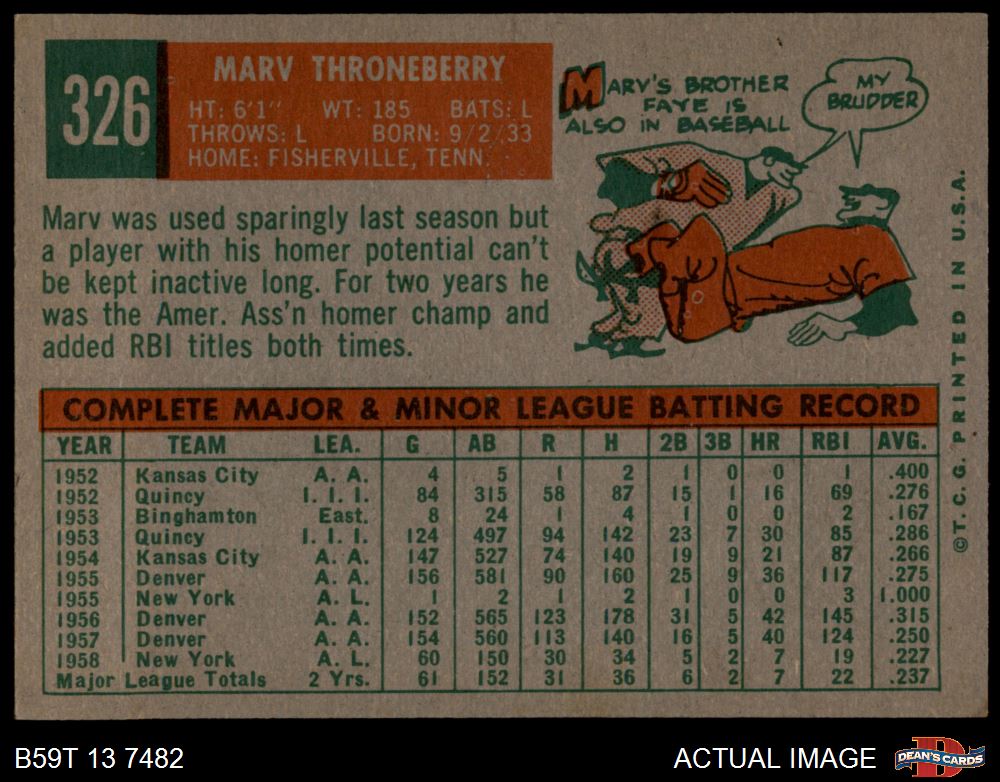 326
MARV THRONEBERRY
HT: 6'1" WT: 185 BATS: L
THROWS: L BORN: 9/2/33
HOME: FISHERVILLE, TENN.
MARV'S BROTHER
FAYE IS
ALSO IN BASEBALL
MY
BRUDDER
Marv was used sparingly last season but
a player with his homer potential can't
be kept inactive long. For two years he
was the Amer. Ass'n homer champ and
added RBI titles both times.
COMPLETE MAJOR & MINOR LEAGUE BATTING RECORD
YEAR TEAM LEA. G AB R H 2B 3B HR RBI AVG.
1952 Kansas City A. A. 4 5 1 2 1 0 0 1 .400
1952 Quincy I. I. I. 84 315 58 87 15 1 16 69 .276
1953 Binghamton East. 8 24 1 4 1 0 0 2 .167
1953 Quincy I. I. I. 124 497 94 142 23 7 30 85 .286
1954 Kansas City A. A. 147 527 74 140 19 9 21 87 .266
1955 Denver A. A. 156 581 90 160 25 9 36 117 .275
1955 New York A. L. 1 2 1 2 1 0 0 3 1.000
1956 Denver A. A. 152 565 123 178 31 5 42 145 .315
1957 Denver A. A. 154 560 113 140 16 5 40 124 .250
1958 New York A. L. 60 150 30 34 5 2 7 19 .227
Major League Totals 2 Yrs. 61 152 31 36 6 2 7 22 .237
©T. C. G. PRINTED IN U.S.A.
B59T 13 7482
ACTUAL IMAGE
D
DEAN'S CARDS